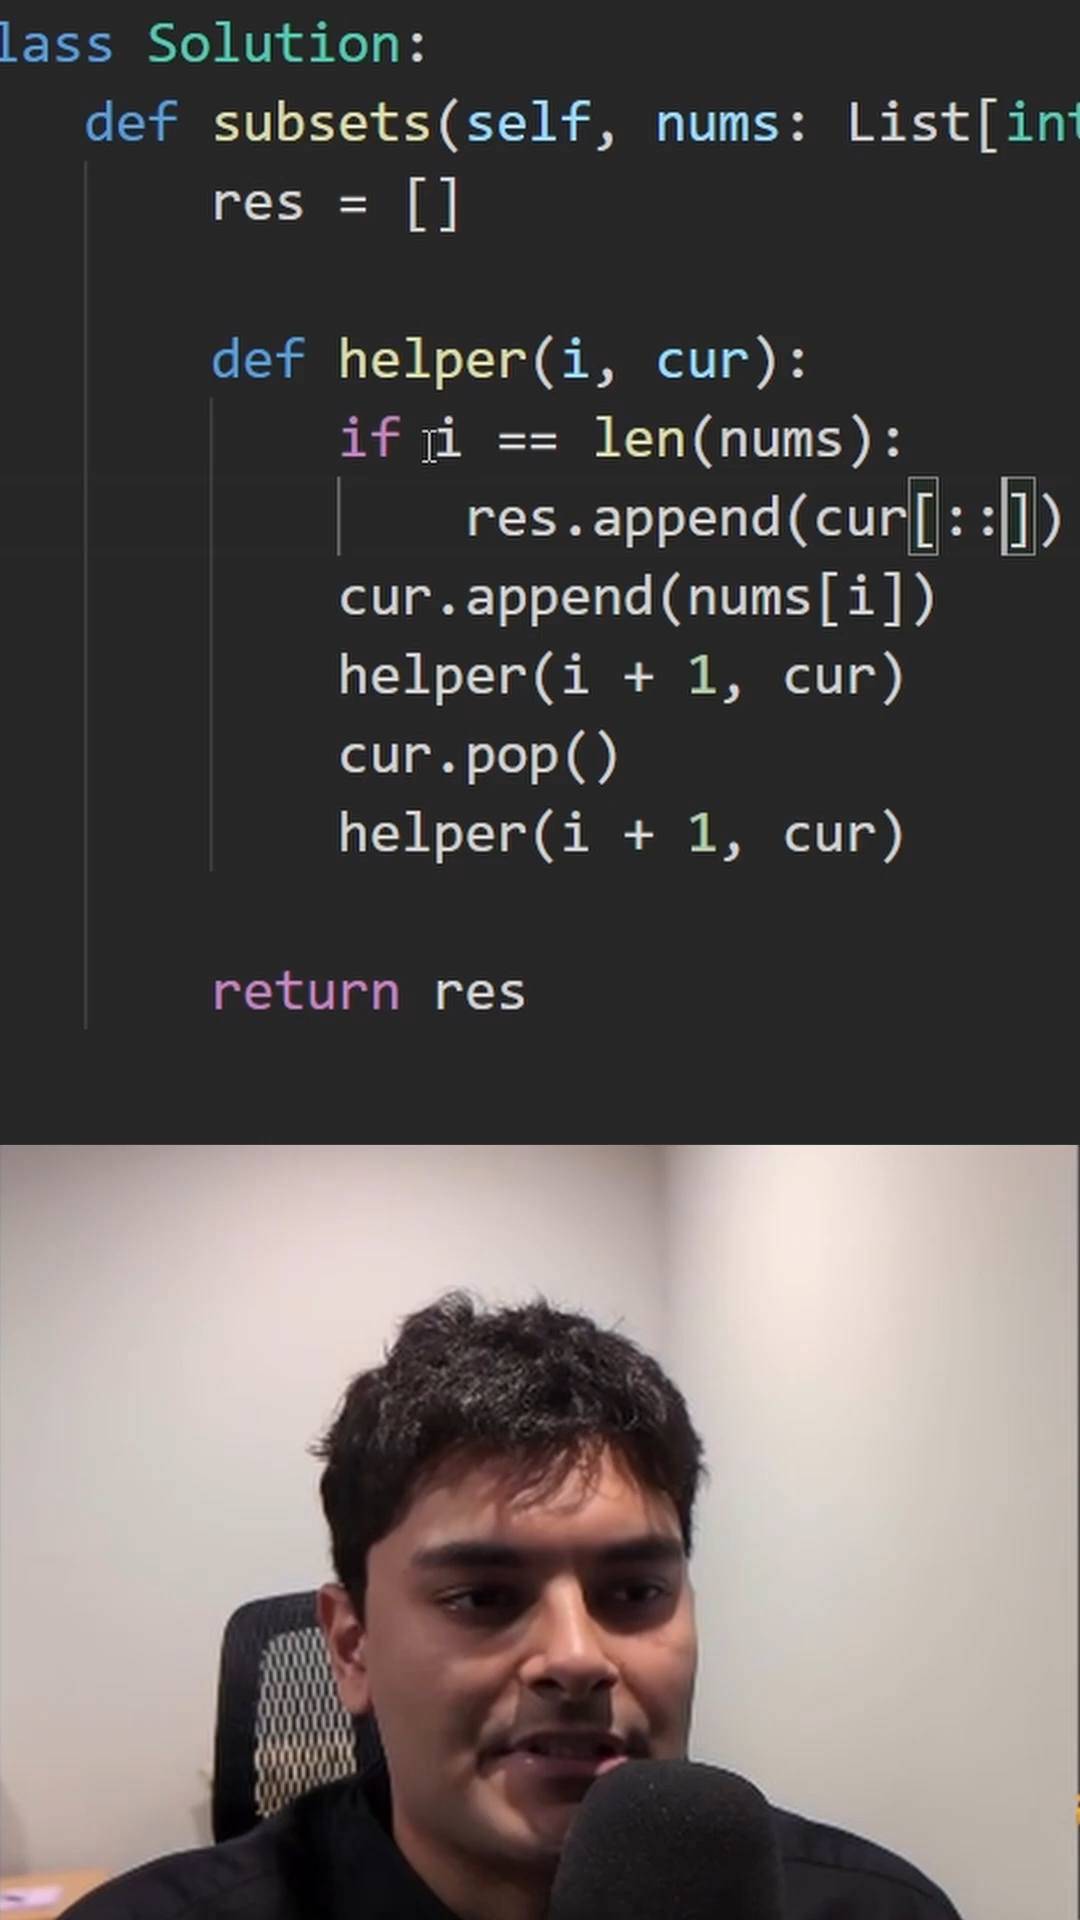 lass Solution:
def subsets(self, nums: List[int
res = []
def helper(i, cur):
if i == len(nums):
res.append(cur[::])
cur.append(nums[i])
helper(i + 1, cur)
cur.pop()
helper(i + 1, cur)
return res